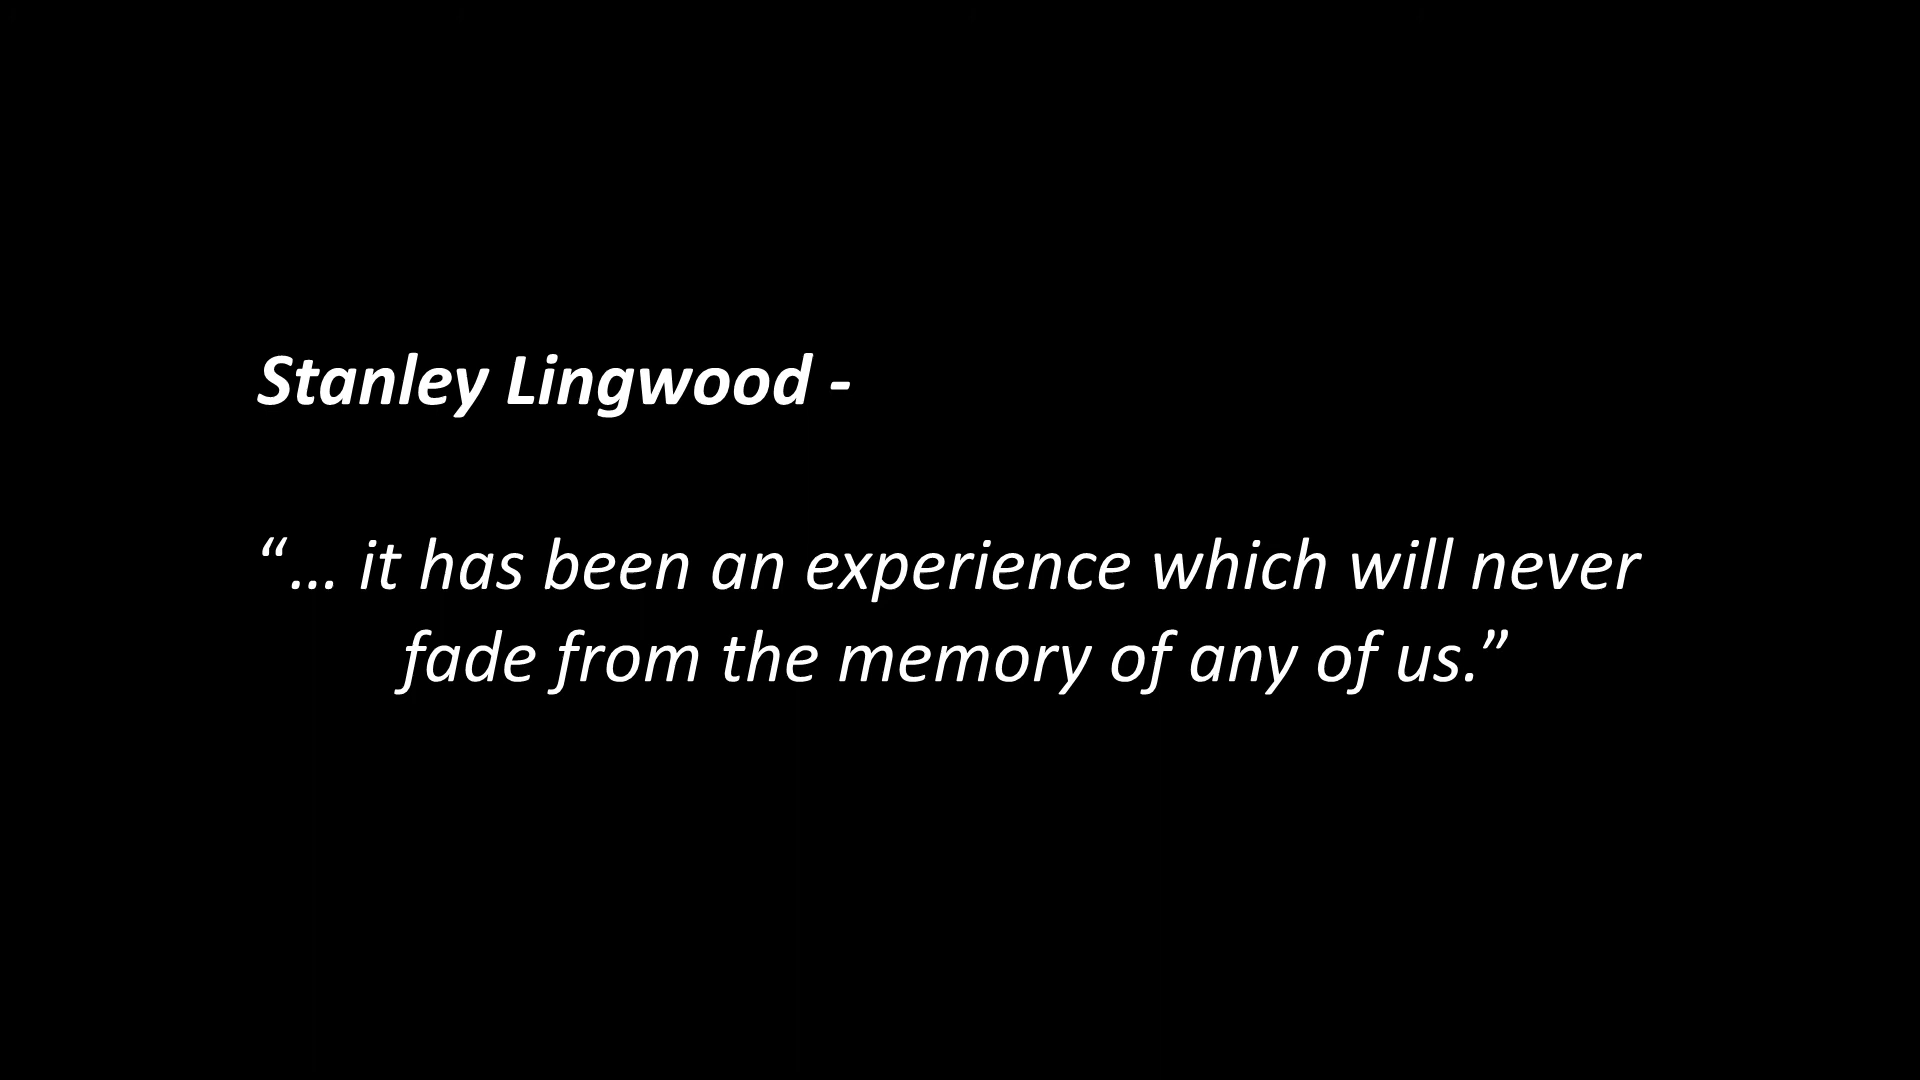 Stanley Lingwood -
“… it has been an experience which will never
fade from the memory of any of us.”